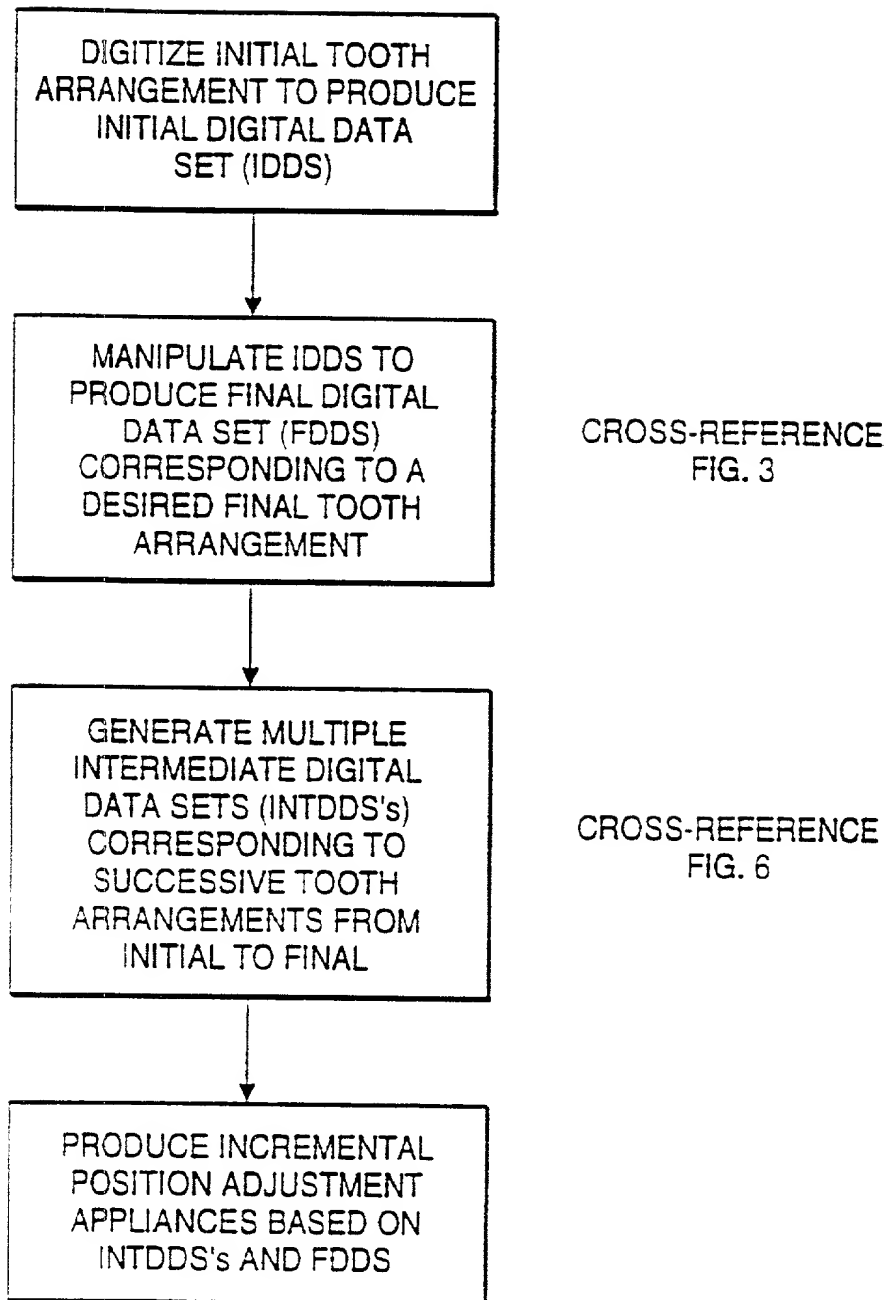 DIGITIZE INITIAL TOOTH
ARRANGEMENT TO PRODUCE
INITIAL DIGITAL DATA
SET (IDDS)
MANIPULATE IDDS TO
PRODUCE FINAL DIGITAL
DATA SET (FDDS)
CORRESPONDING TO A
DESIRED FINAL TOOTH
ARRANGEMENT
CROSS-REFERENCE
FIG. 3
GENERATE MULTIPLE
INTERMEDIATE DIGITAL
DATA SETS (INTDDS's)
CORRESPONDING TO
SUCCESSIVE TOOTH
ARRANGEMENTS FROM
INITIAL TO FINAL
CROSS-REFERENCE
FIG. 6
PRODUCE INCREMENTAL
POSITION ADJUSTMENT
APPLIANCES BASED ON
INTDDS's AND FDDS